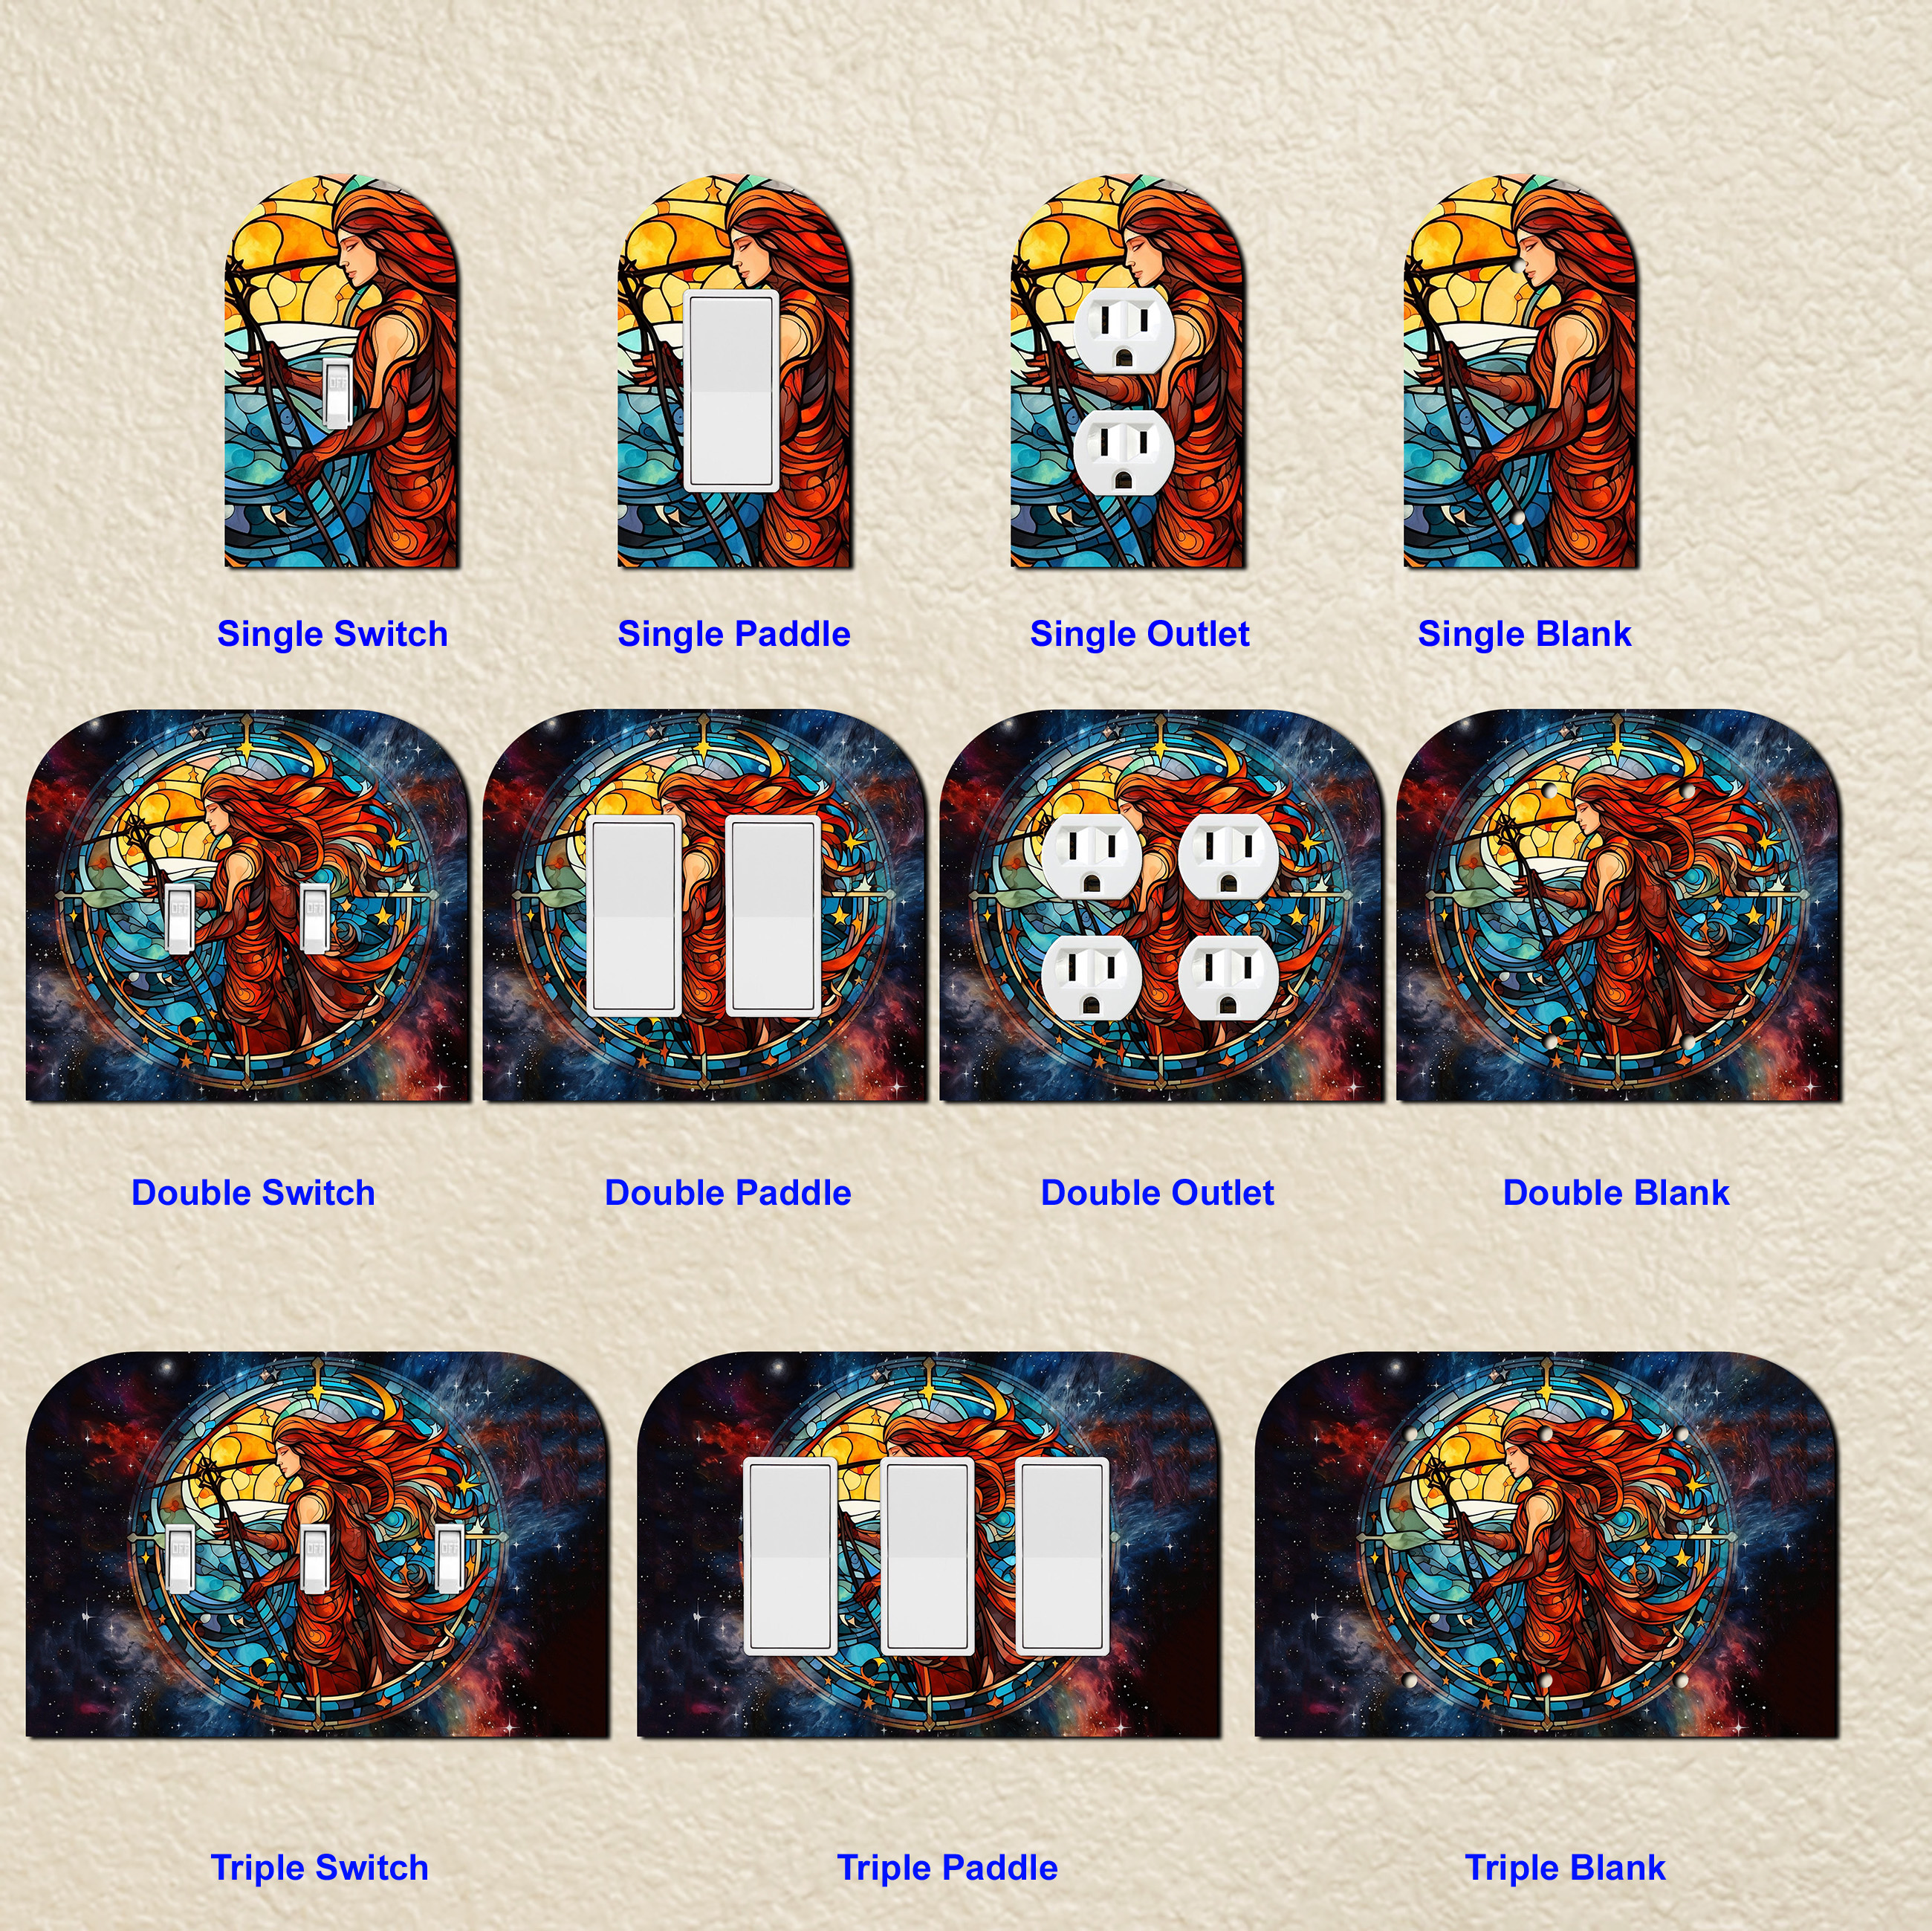 OFF
Single Switch
Single Paddle
Single Outlet
Single Blank
OFF
OFF
Double Switch
Double Paddle
Double Outlet
Double Blank
OFF
OFF
OFF
Triple Switch
Triple Paddle
Triple Blank